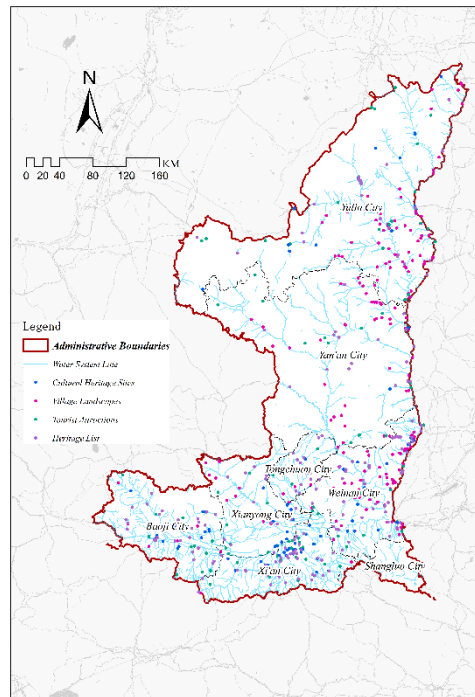 N
KM
0 20 40 80 120 160
Yulin City
Legend
Administrative Boundaries
Water System Line
Cultural Heritage Sites
Village Landscapes
Tourist Attractions
Heritage List
Yan'an City
Tongchuan City
Weinan City
Xianyang City
Baoji City
Xi'an City
Shangluo City